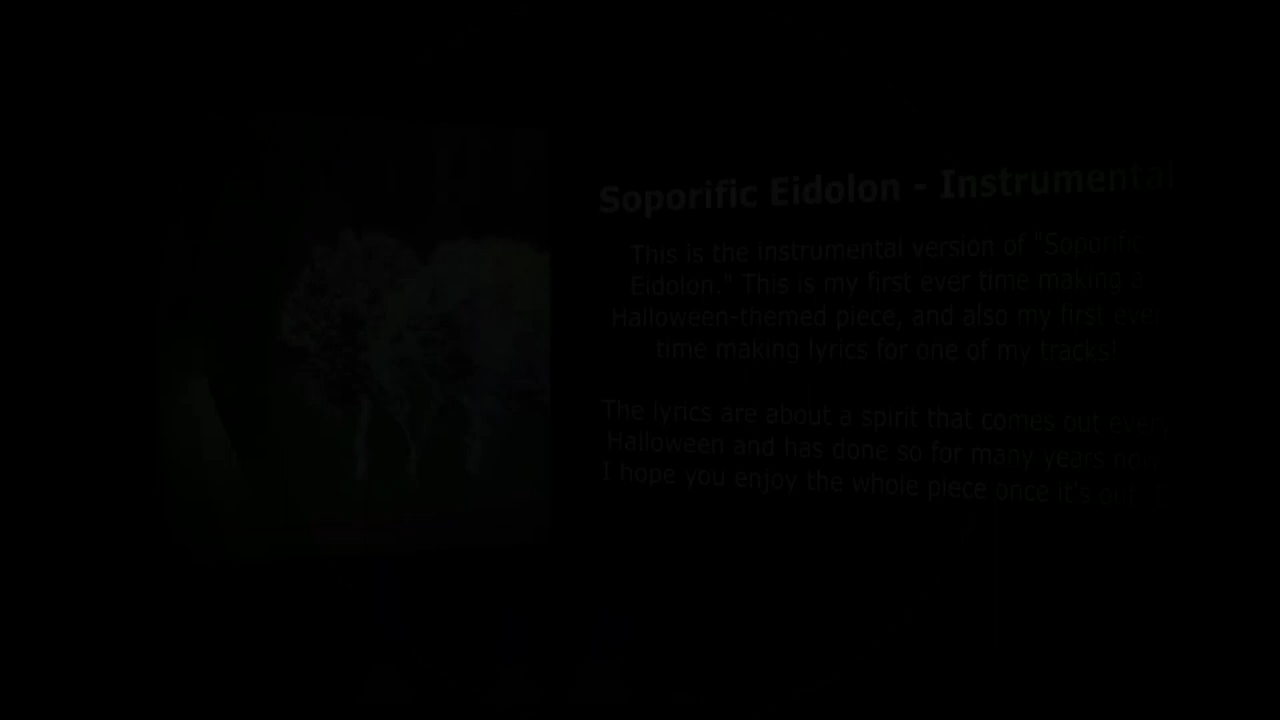 Soporific Eidolon - Instrumental
This is the instrumental version of "Soporific
Eidolon." This is my first ever time making a
Halloween-themed piece, and also my first ever
time making lyrics for one of my tracks!
The lyrics are about a spirit that comes out every
Halloween and has done so for many years now.
I hope you enjoy the whole piece once it's out